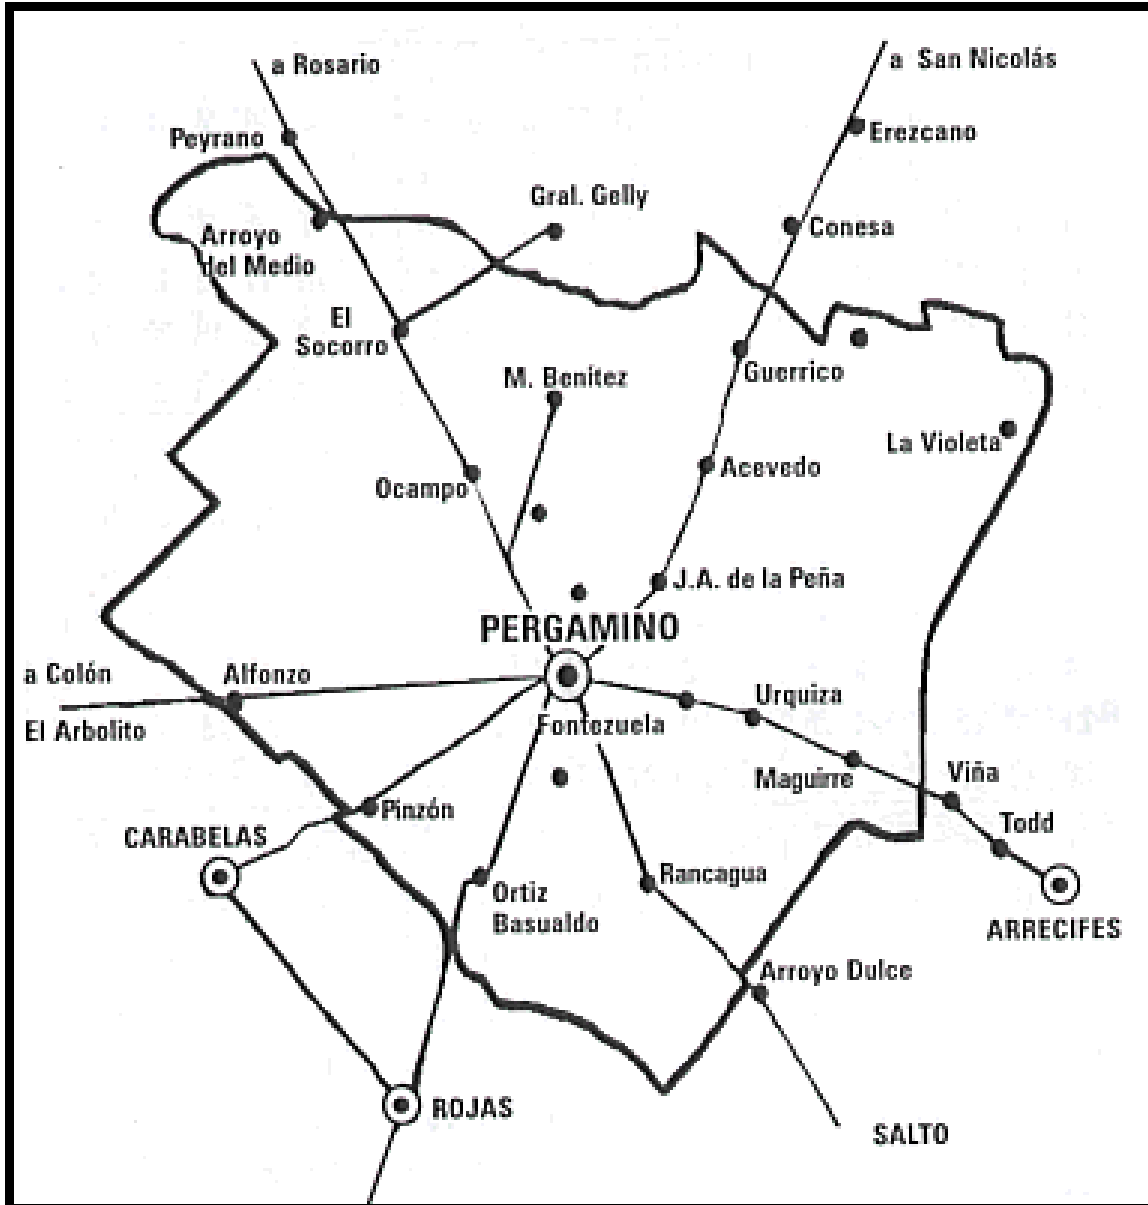 a Rosario
a San Nicolás
Peyrano
Erezcano
Gral. Gelly
Conesa
Arroyo
del Medio
El
Socorro
M. Benitez
Guerrico
La Violeta
Ocampo
Acevedo
J.A. de la Peña
PERGAMINO
a Colón
Alfonzo
Urquiza
El Arbolito
Fontezuela
Maguirre
Viña
Pinzón
Todd
CARABELAS
Ortiz
Basualdo
Rancagua
ARRECIFES
Arroyo Dulce
ROJAS
SALTO